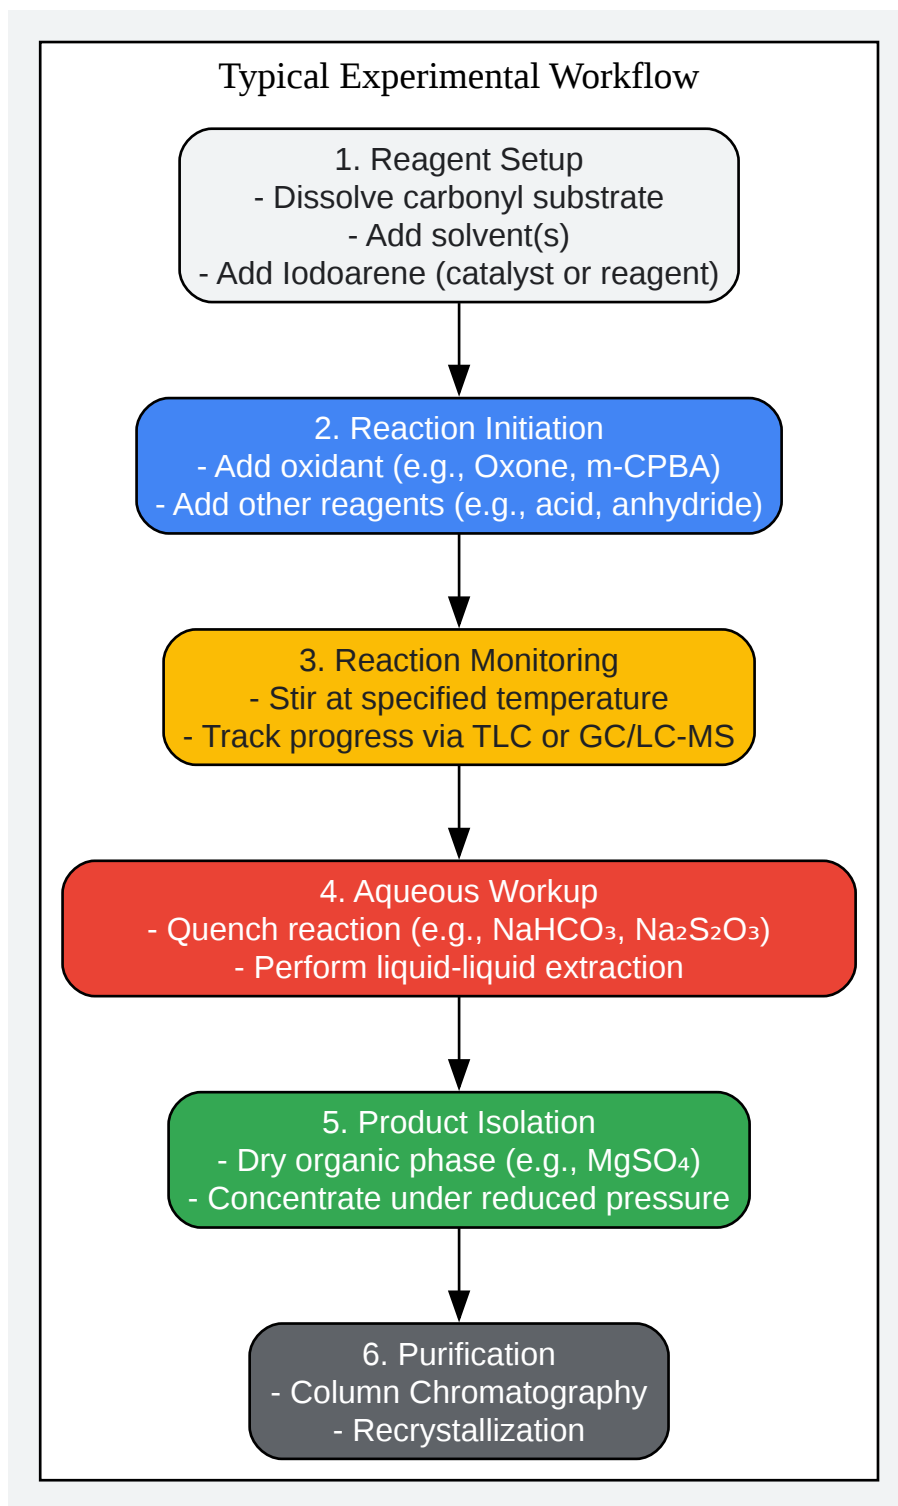 Typical Experimental Workflow
1. Reagent Setup
- Dissolve carbonyl substrate
- Add solvent(s)
- Add Iodoarene (catalyst or reagent)
2. Reaction Initiation
- Add oxidant (e.g., Oxone, m-CPBA)
- Add other reagents (e.g., acid, anhydride)
3. Reaction Monitoring
- Stir at specified temperature
- Track progress via TLC or GC/LC-MS
4. Aqueous Workup
- Quench reaction (e.g., NaHCO₃, Na₂S₂O₃)
- Perform liquid-liquid extraction
5. Product Isolation
- Dry organic phase (e.g., MgSO₄)
- Concentrate under reduced pressure
6. Purification
- Column Chromatography
- Recrystallization